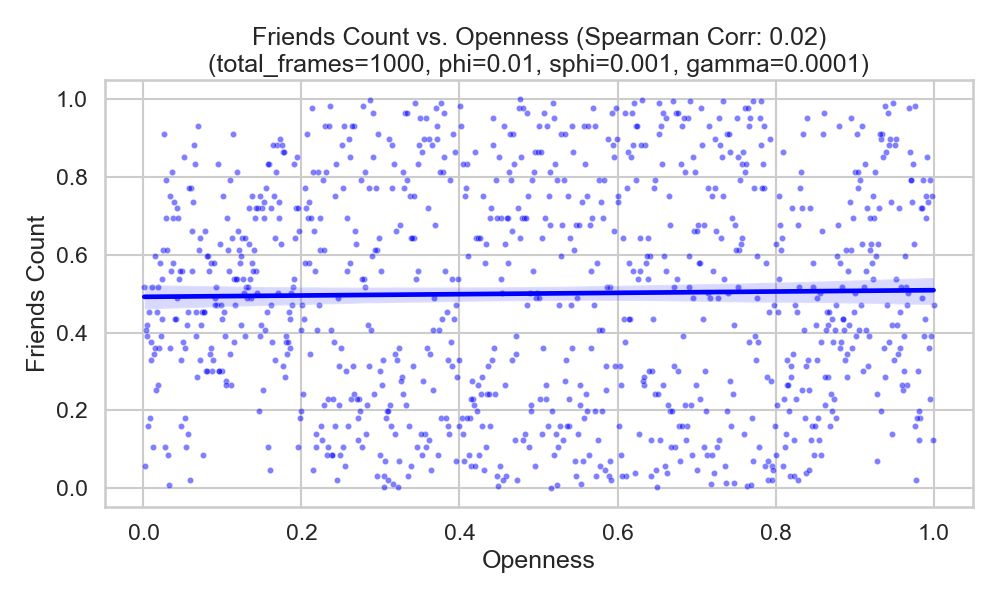 Friends Count vs. Openness (Spearman Corr: 0.02)
(total_frames=1000, phi=0.01, sphi=0.001, gamma=0.0001)
Friends Count
1.0
0.8
0.6
0.4
0.2
0.0
0.0 0.2 0.4 0.6 0.8 1.0
Openness